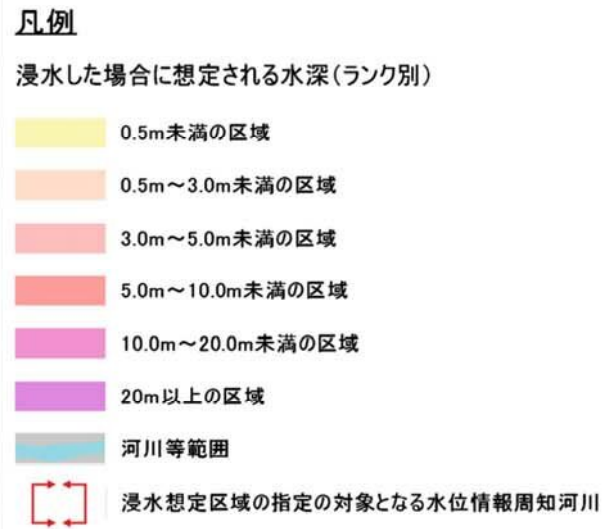 凡例
浸水した場合に想定される水深(ランク別)
0.5m未満の区域
0.5m～3.0m未満の区域
3.0m～5.0m未満の区域
5.0m～10.0m未満の区域
10.0m～20.0m未満の区域
20m以上の区域
河川等範囲
浸水想定区域の指定の対象となる水位情報周知河川